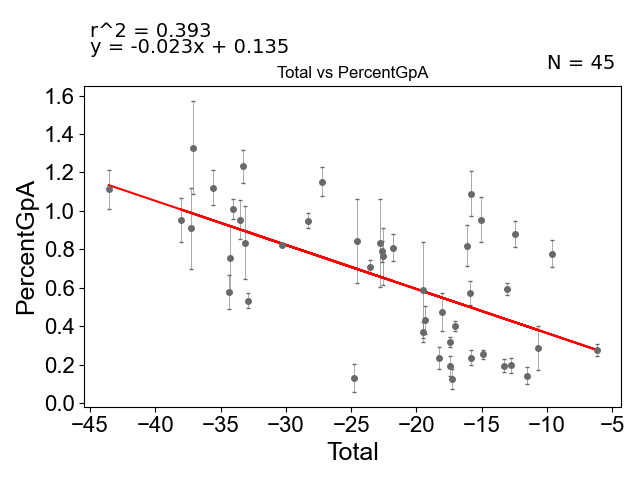 r^2 = 0.393
y = -0.023x + 0.135
N = 45
Total vs PercentGpA
PercentGpA
1.6
1.4
1.2
1.0
0.8
0.6
0.4
0.2
0.0
−45 −40 −35 −30 −25 −20 −15 −10 −5
Total